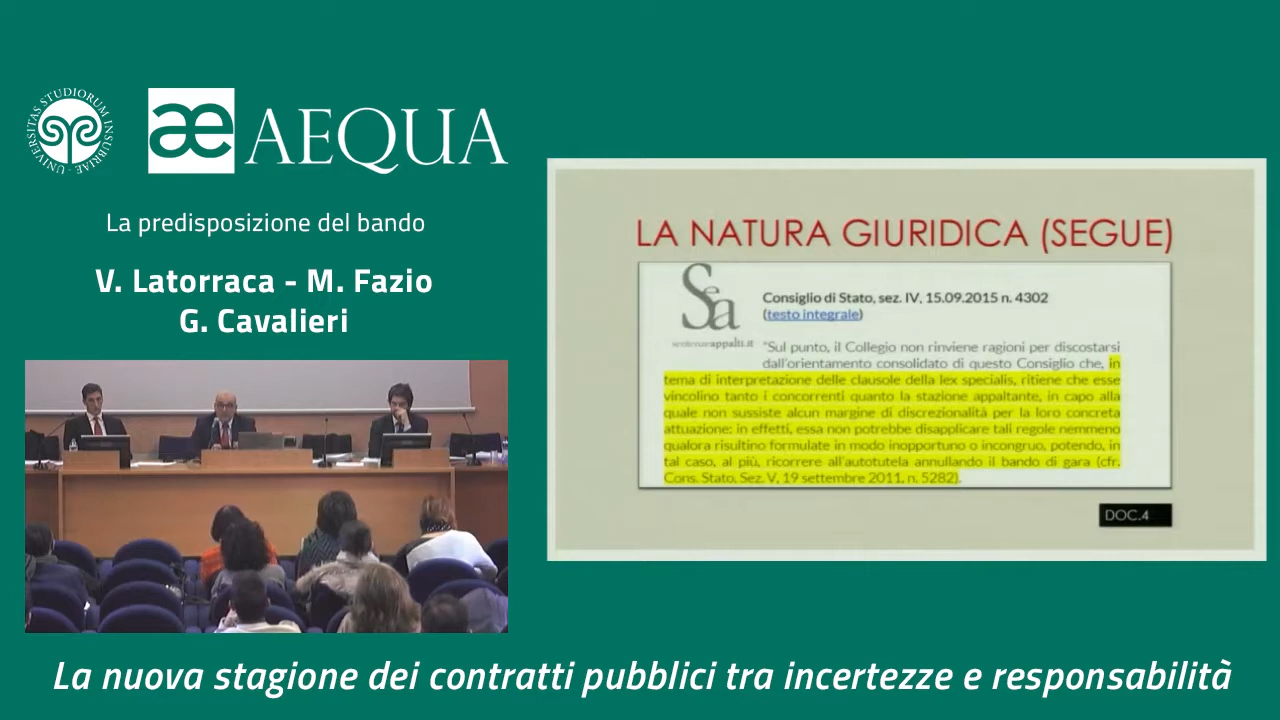 UNIVERSITAS STUDIORUM INSUBRIAE
æ AEQUA
La predisposizione del bando
V. Latorraca - M. Fazio
G. Cavalieri
LA NATURA GIURIDICA (SEGUE)
SeA
sentenzeappalti.it
Consiglio di Stato, sez. IV, 15.09.2015 n. 4302
(testo integrale)
"Sul punto, il Collegio non rinviene ragioni per discostarsi
dall'orientamento consolidato di questo Consiglio che, in
tema di interpretazione delle clausole della lex specialis, ritiene che esse
vincolino tanto i concorrenti quanto la stazione appaltante, in capo alla
quale non sussiste alcun margine di discrezionalità per la loro concreta
attuazione: in effetti, essa non potrebbe disapplicare tali regole nemmeno
qualora risultino formulate in modo inopportuno o incongruo, potendo, in
tal caso, al più, ricorrere all'autotutela annullando il bando di gara (cfr.
Cons. Stato, Sez. V, 19 settembre 2011, n. 5282).
DOC.4
La nuova stagione dei contratti pubblici tra incertezze e responsabilità